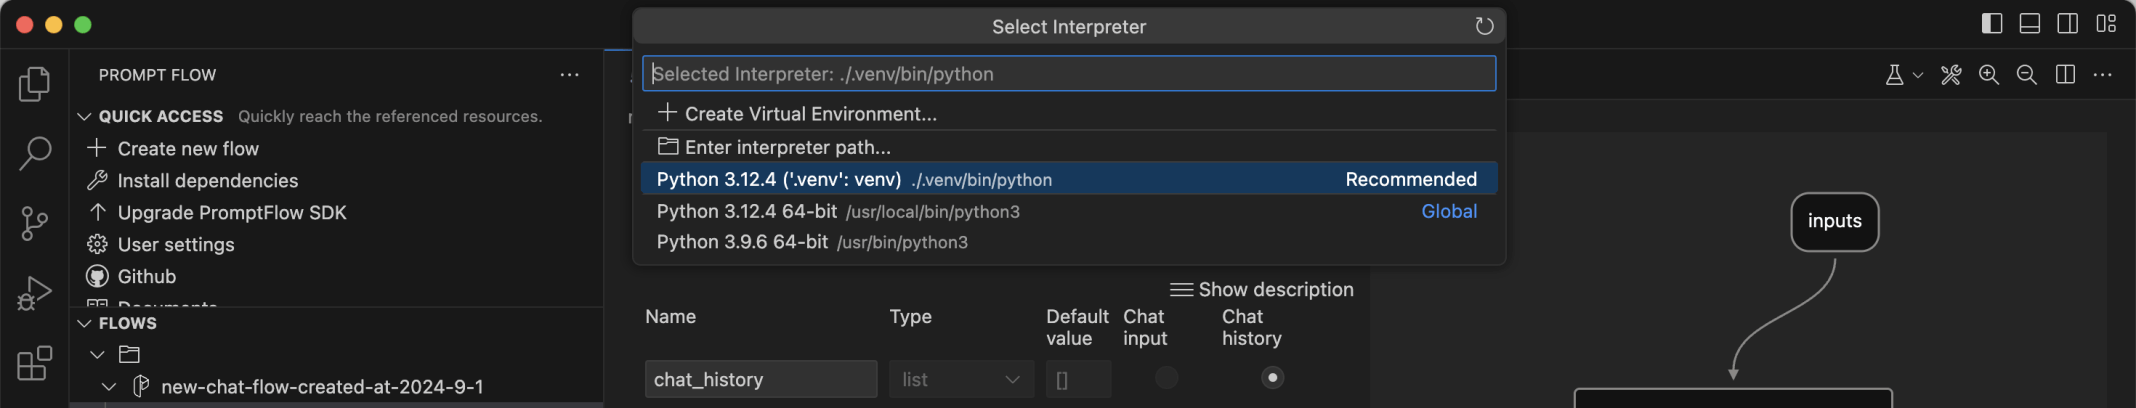 Select Interpreter
Selected Interpreter: ./.venv/bin/python
Create Virtual Environment...
Enter interpreter path...
Python 3.12.4 ('.venv': venv) ./.venv/bin/python Recommended
Python 3.12.4 64-bit /usr/local/bin/python3 Global
Python 3.9.6 64-bit /usr/bin/python3
PROMPT FLOW
QUICK ACCESS Quickly reach the referenced resources.
Create new flow
Install dependencies
Upgrade PromptFlow SDK
User settings
Github
FLOWS
new-chat-flow-created-at-2024-9-1
Show description
Name Type Default value Chat input Chat history
chat_history list []
inputs